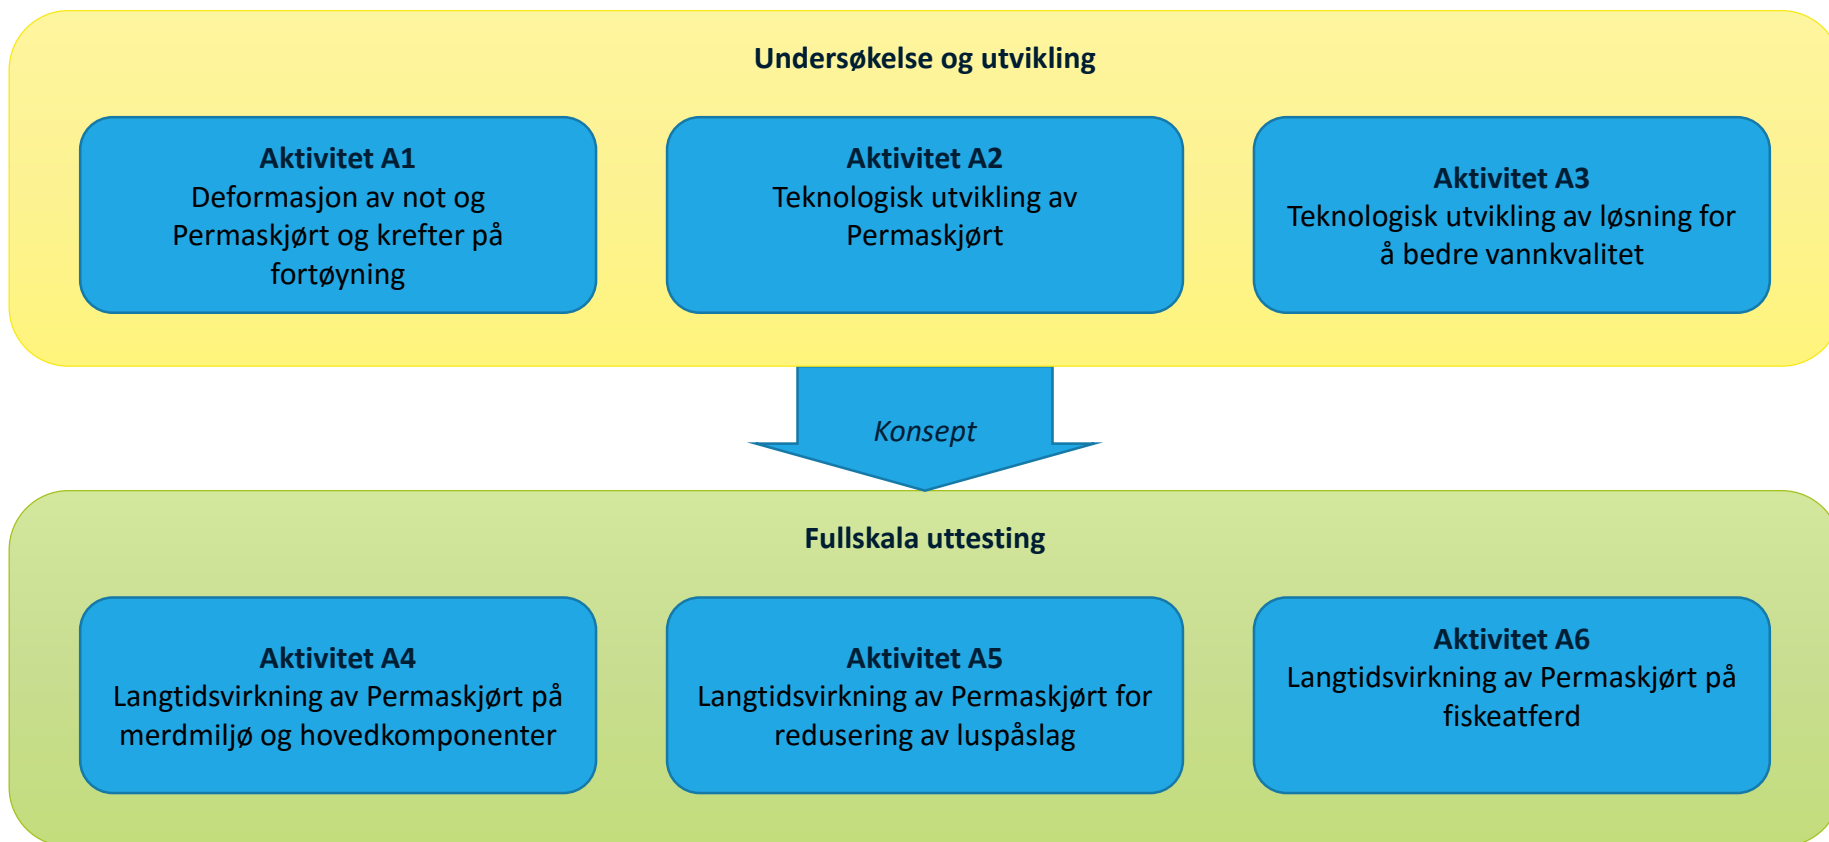 Undersøkelse og utvikling
Aktivitet A1
Deformasjon av not og
Permaskjørt og krefter på
fortøyning
Aktivitet A2
Teknologisk utvikling av
Permaskjørt
Aktivitet A3
Teknologisk utvikling av løsning for
å bedre vannkvalitet
Konsept
Fullskala uttesting
Aktivitet A4
Langtidsvirkning av Permaskjørt på
merdmiljø og hovedkomponenter
Aktivitet A5
Langtidsvirkning av Permaskjørt for
redusering av luspåslag
Aktivitet A6
Langtidsvirkning av Permaskjørt på
fiskeatferd